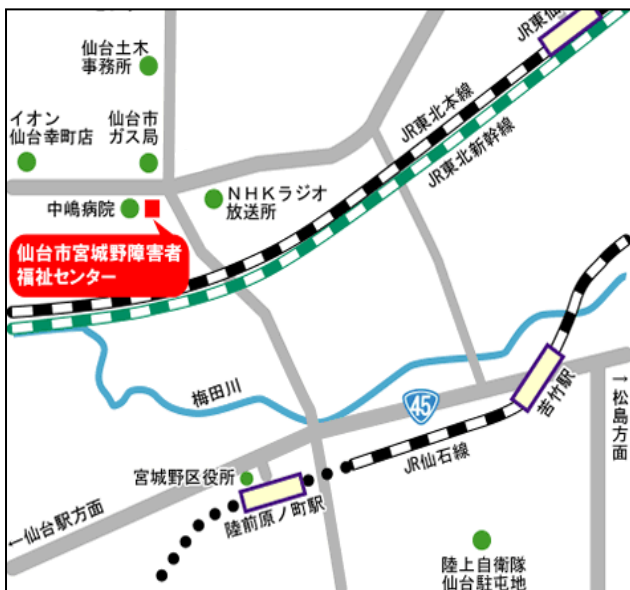 仙台土木
事務所
JR東仙
イオン
仙台幸町店
仙台市
ガス局
JR東北本線
JR東北新幹線
中嶋病院
NHKラジオ
放送所
仙台市宮城野障害者
福祉センター
梅田川
45
苦竹駅
→松島方面
JR仙石線
宮城野区役所
陸前原ノ町駅
←仙台駅方面
陸上自衛隊
仙台駐屯地